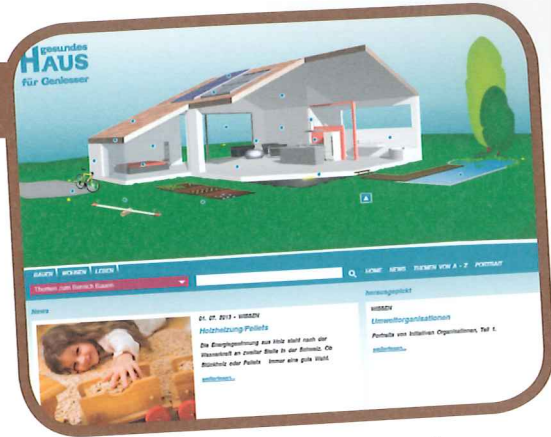 gesundes
HAUS
für Geniesser
BAUEN WOHNEN LEBEN
Themen zum Bereich Bauen
HOME NEWS THEMEN VON A - Z PORTRAIT
News
01. 07. 2013 - WISSEN
Holzheizung/Pellets
Die Energiegewinnung aus Holz steht nach der
Wasserkraft an zweiter Stelle in der Schweiz. Ob
Stückholz oder Pellets immer eine gute Wahl.
weiterlesen...
herausgepickt
WISSEN
Umweltorganisationen
Portraits von Initiativen Organisationen, Teil 1.
weiterlesen...